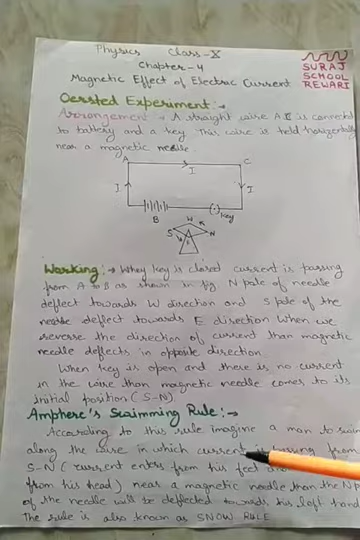 Physics Class-X
Chapter-4
Magnetic Effect of Electric Current
SURAJ
SCHOOL
REWARI
Oersted Experiment:→
Arrangement → A straight wire AC is connected
to battery and a key. This wire is held horizontally
near a magnetic needle.
A I C
I I
B W key
S N
E
Working:→ When key is closed current is passing
from A to B as shown in fig. N pole of needle
deflect towards W direction and S pole of the
needle deflect towards E direction When we
reverse the direction of current than magnetic
needle deflects in opposite direction.
When key is open and there is no current
in the wire than magnetic needle comes to its
initial position (S-N).
Amphere's Swimming Rule:→
According to this rule imagine a man to swim
along the wire in which current is passing from
S-N (current enters from his feet and
from his head) near a magnetic needle than the N pole
of the needle will be deflected towards his left hand
The rule is also known as SNOW RULE